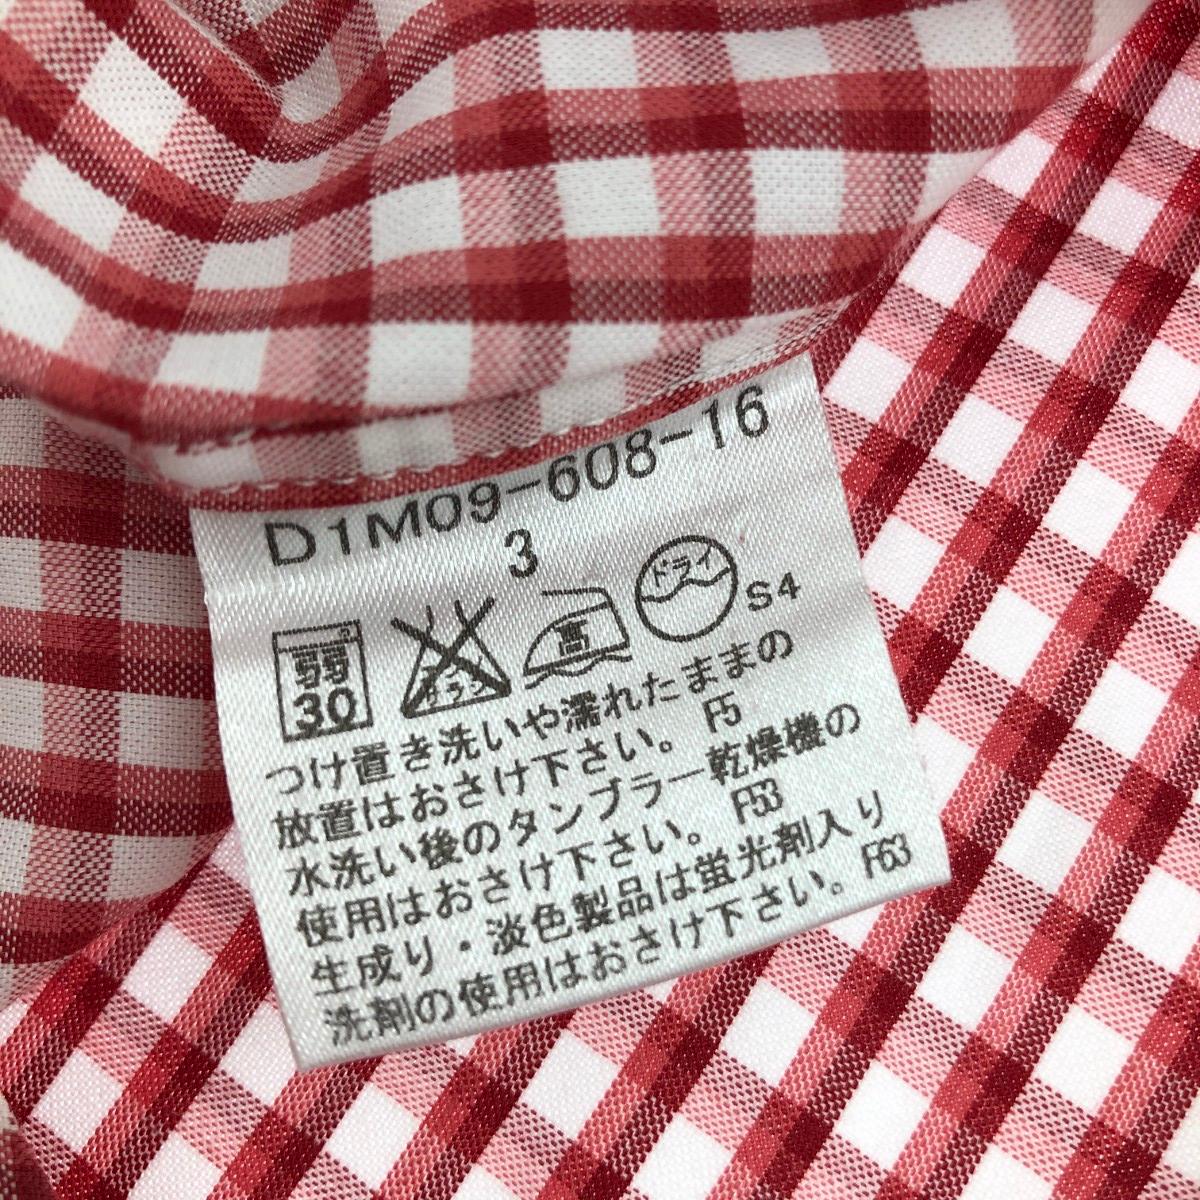 D1M09-608-16
3
弱
30
高
ドライ
S4
つけ置き洗いや濡れたままの
放置はおさけ下さい。 F5
水洗い後のタンブラー乾燥機の
使用はおさけ下さい。 F53
生成り・淡色製品は蛍光剤入り
洗剤の使用はおさけ下さい。 F63